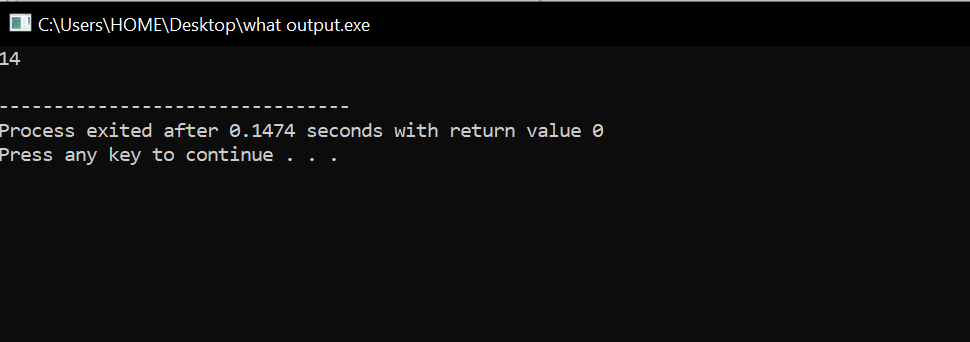 C:\Users\HOME\Desktop\what output.exe
14
--------------------------------
Process exited after 0.1474 seconds with return value 0
Press any key to continue . . .